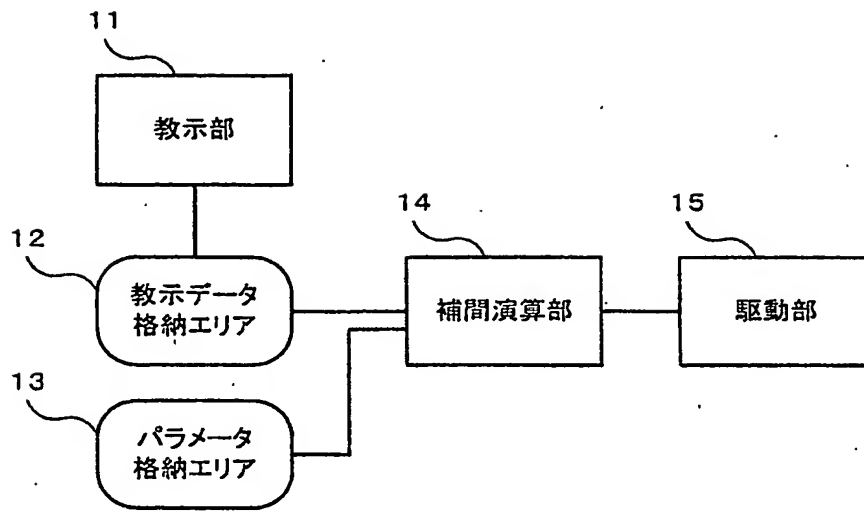 11
教示部
12
教示データ
格納エリア
13
パラメータ
格納エリア
14
補間演算部
15
駆動部